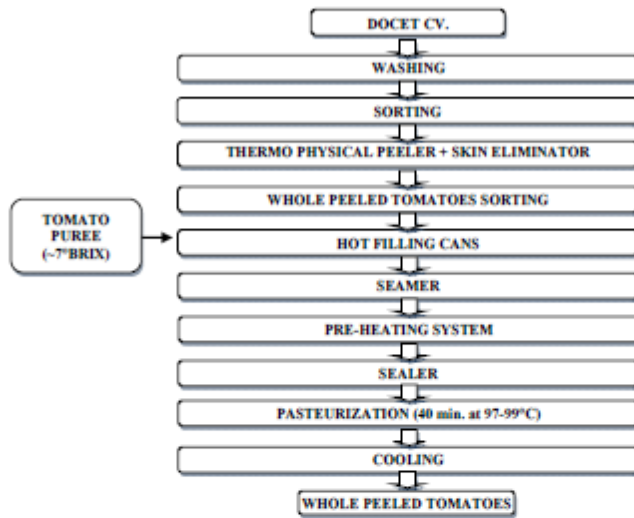 DOCET CV.
WASHING
SORTING
THERMO PHYSICAL PEELER + SKIN ELIMINATOR
WHOLE PEELED TOMATOES SORTING
TOMATO
PUREE
(~7°BRIX)
HOT FILLING CANS
SEAMER
PRE-HEATING SYSTEM
SEALER
PASTEURIZATION (40 min. at 97-99°C)
COOLING
WHOLE PEELED TOMATOES